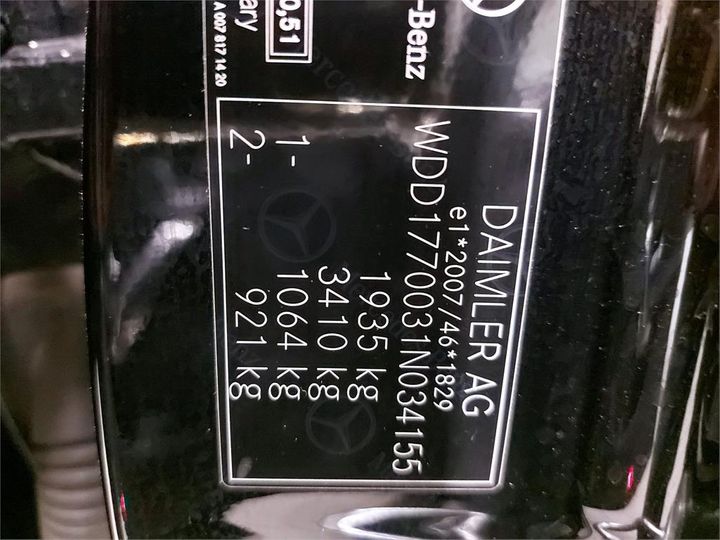 -Benz
0,51
ary
A 007 817 14 20
DAIMLER AG
e1*2007/46*1829
WDD1770031N034155
1935 kg
3410 kg
1- 1064 kg
2- 921 kg